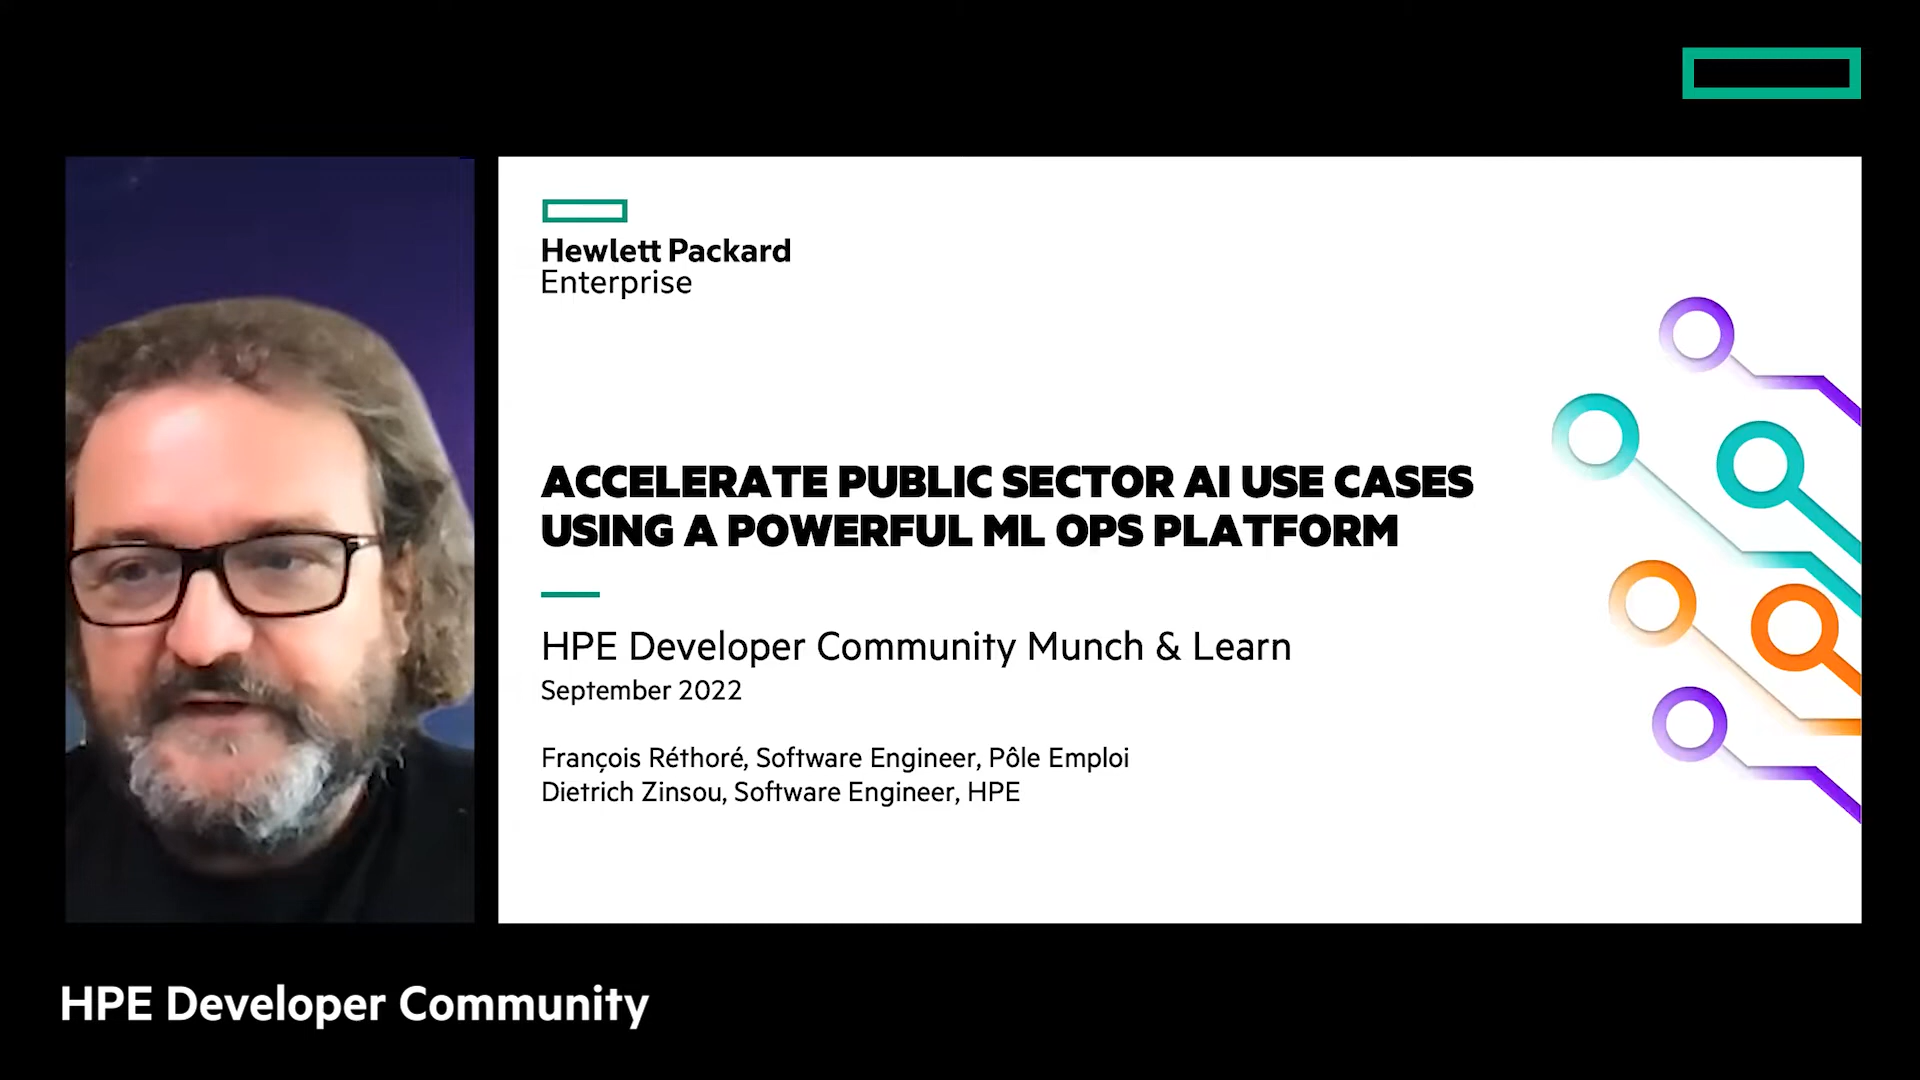 Hewlett Packard
Enterprise
ACCELERATE PUBLIC SECTOR AI USE CASES
USING A POWERFUL ML OPS PLATFORM
HPE Developer Community Munch & Learn
September 2022
François Réthoré, Software Engineer, Pôle Emploi
Dietrich Zinsou, Software Engineer, HPE
HPE Developer Community